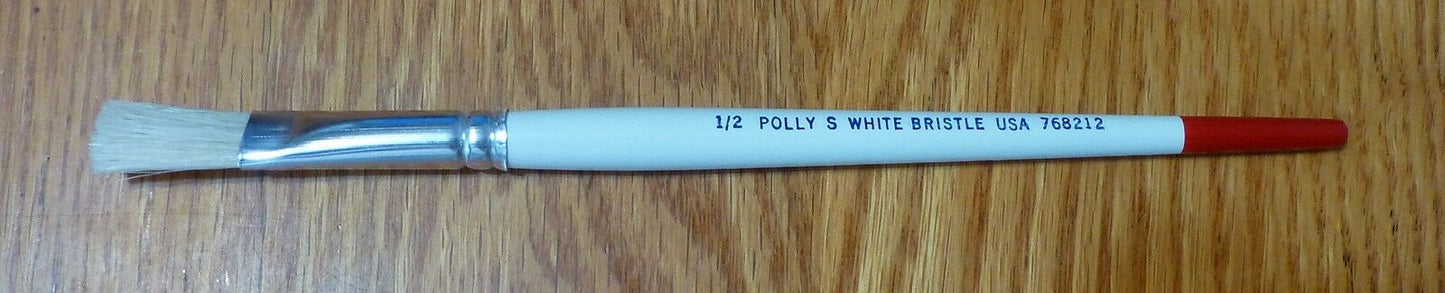 1/2 POLLY S WHITE BRISTLE USA 768212